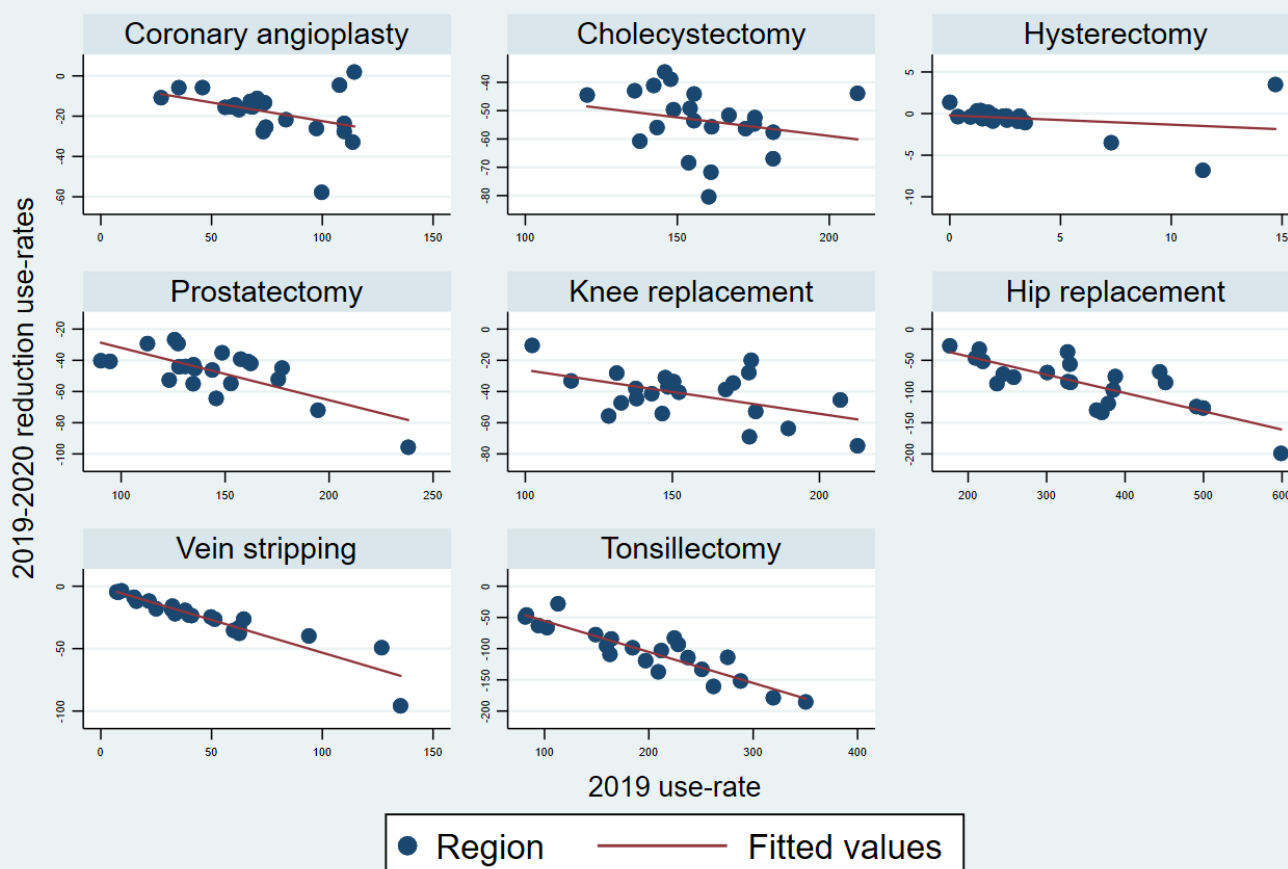 Coronary angioplasty
0
-20
-40
-60
0 50 100 150
Cholecystectomy
-40
-50
-60
-70
-80
100 150 200
Hysterectomy
5
0
-5
-10
0 5 10 15
Prostatectomy
-20
-40
-60
-80
-100
100 150 200 250
Knee replacement
0
-20
-40
-60
-80
100 150 200
Hip replacement
0
-50
-100
-150
-200
200 300 400 500 600
Vein stripping
0
-50
-100
0 50 100 150
Tonsillectomy
0
-50
-100
-150
-200
100 200 300 400
2019-2020 reduction use-rates
2019 use-rate
Region Fitted values